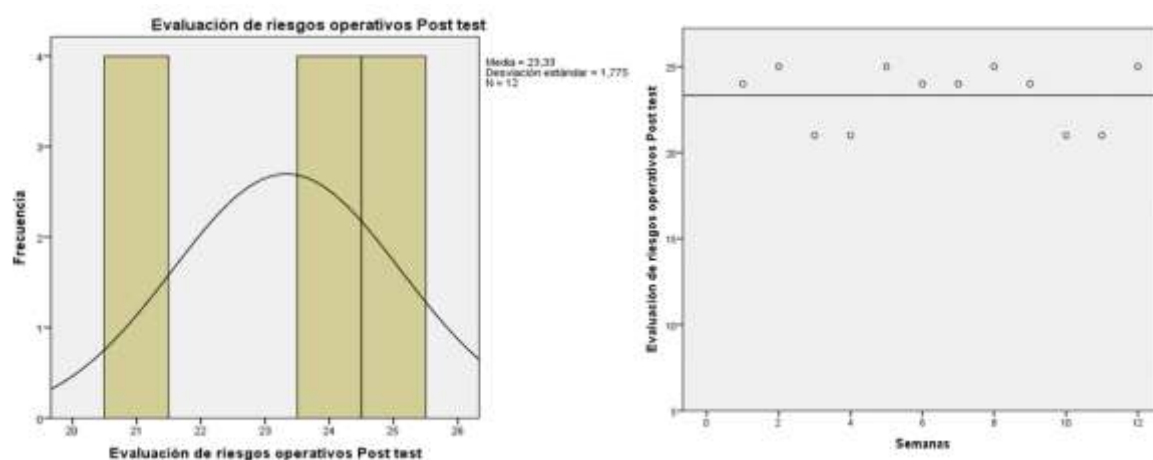 Evaluación de riesgos operativos Post test
Media = 23,33
Desviación estándar = 1,775
N = 12
Frecuencia
4
3
2
1
0
20 21 22 23 24 25 26
Evaluación de riesgos operativos Post test
Evaluación de riesgos operativos Post test
25
20
15
10
5
0 2 4 6 8 10 12
Semanas